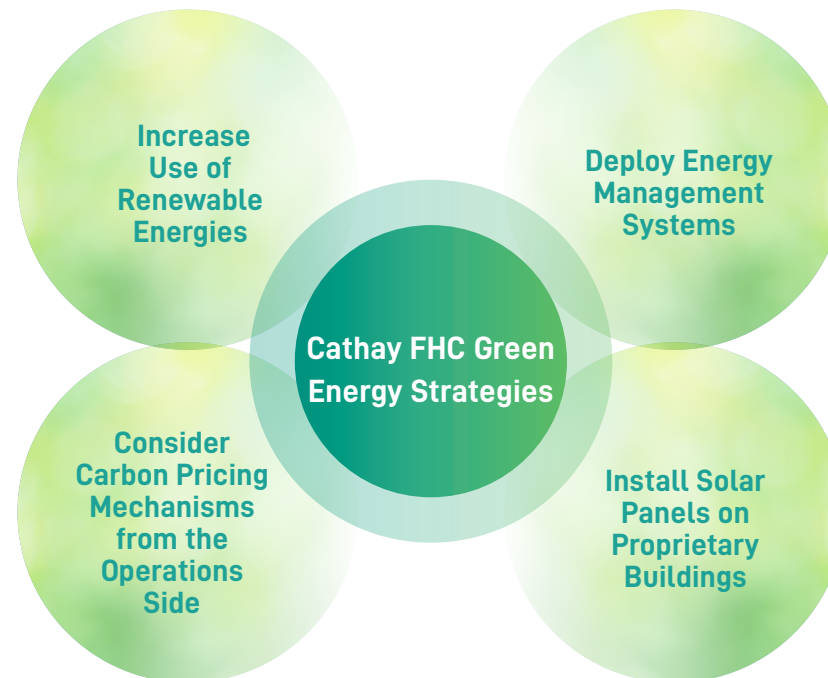 Increase
Use of
Renewable
Energies
Deploy Energy
Management
Systems
Cathay FHC Green
Energy Strategies
Consider
Carbon Pricing
Mechanisms
from the
Operations
Side
Install Solar
Panels on
Proprietary
Buildings